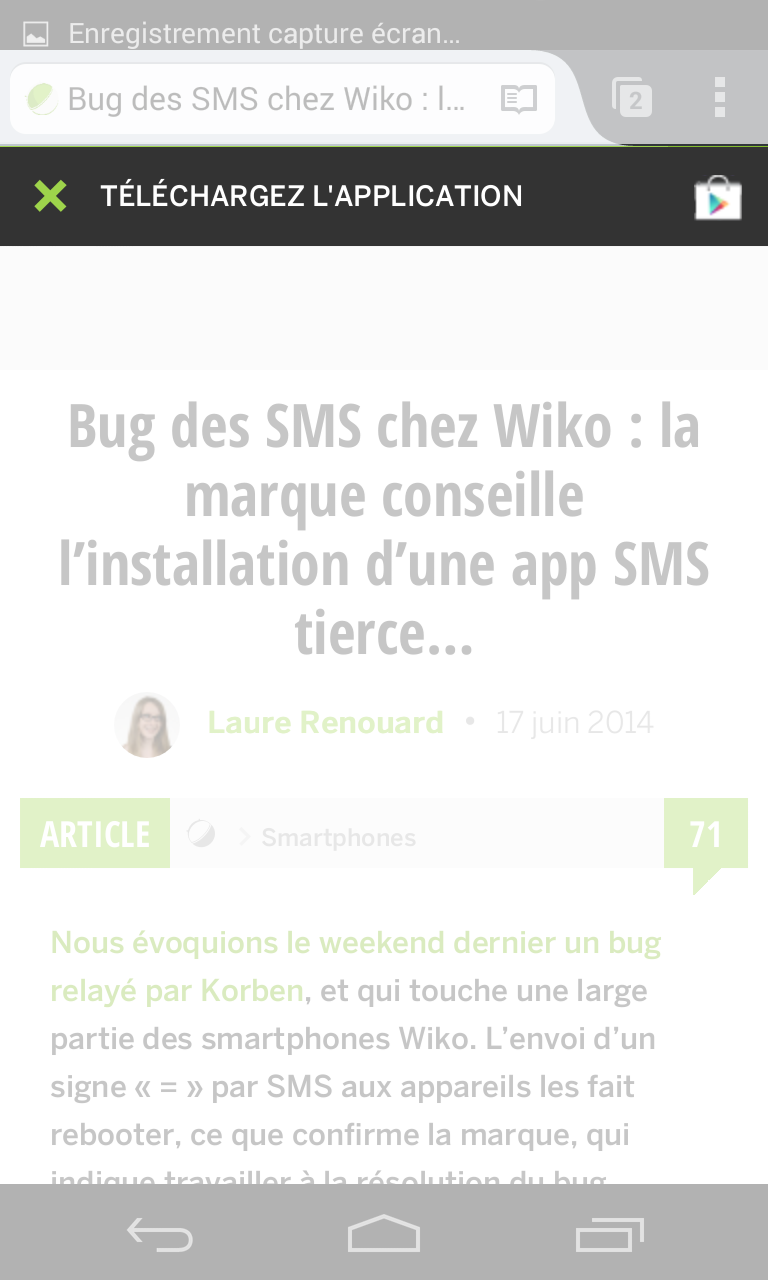 Enregistrement capture écran...
Bug des SMS chez Wiko : l...
2
TÉLÉCHARGEZ L'APPLICATION
Bug des SMS chez Wiko : la
marque conseille
l’installation d’une app SMS
tierce...
Laure Renouard • 17 juin 2014
ARTICLE > Smartphones 71
Nous évoquions le weekend dernier un bug
relayé par Korben, et qui touche une large
partie des smartphones Wiko. L’envoi d’un
signe « = » par SMS aux appareils les fait
rebooter, ce que confirme la marque, qui
indique travailler à la résolution du bug